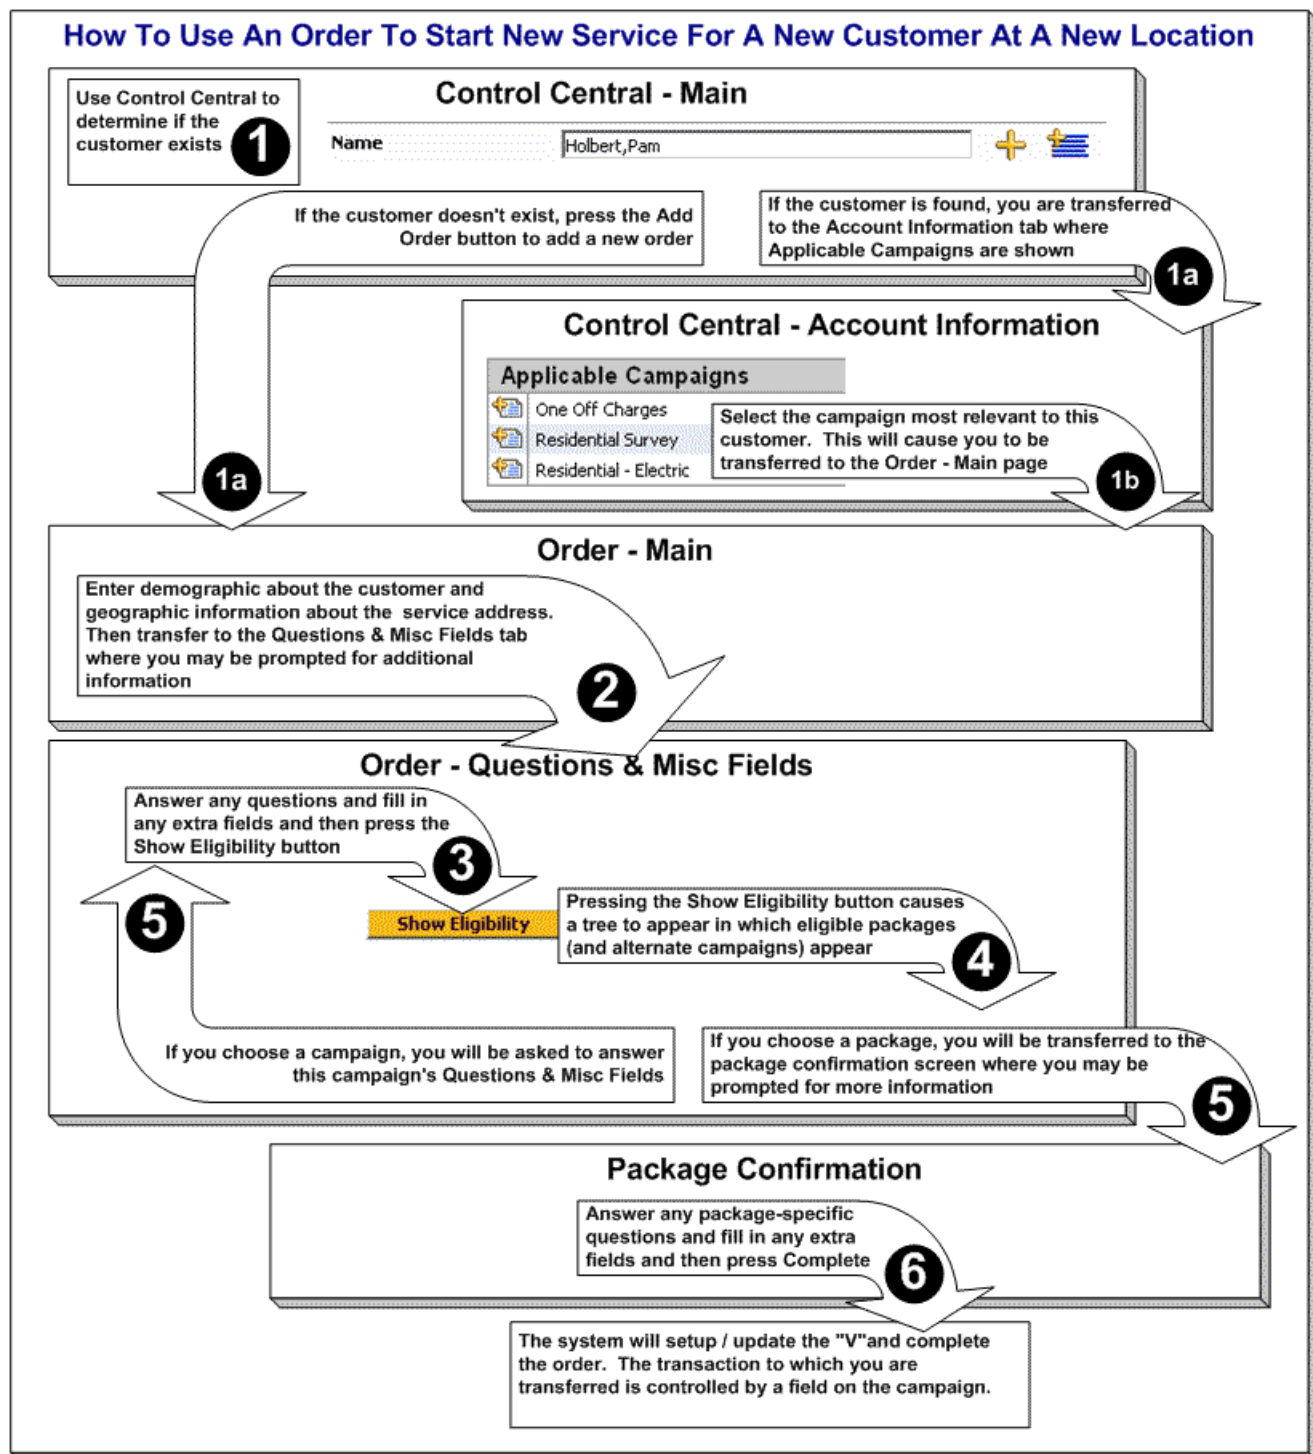 How To Use An Order To Start New Service For A New Customer At A New Location
Control Central - Main
Use Control Central to
determine if the
customer exists
1
Name
Holbert,Pam
If the customer doesn't exist, press the Add
Order button to add a new order
If the customer is found, you are transferred
to the Account Information tab where
Applicable Campaigns are shown
1a
Control Central - Account Information
Applicable Campaigns
One Off Charges
Residential Survey
Residential - Electric
Select the campaign most relevant to this
customer. This will cause you to be
transferred to the Order - Main page
1b
1a
Order - Main
Enter demographic about the customer and
geographic information about the service address.
Then transfer to the Questions & Misc Fields tab
where you may be prompted for additional
information
2
Order - Questions & Misc Fields
Answer any questions and fill in
any extra fields and then press the
Show Eligibility button
3
5
Show Eligibility
Pressing the Show Eligibility button causes
a tree to appear in which eligible packages
(and alternate campaigns) appear
4
If you choose a campaign, you will be asked to answer
this campaign's Questions & Misc Fields
If you choose a package, you will be transferred to the
package confirmation screen where you may be
prompted for more information
5
Package Confirmation
Answer any package-specific
questions and fill in any extra
fields and then press Complete
6
The system will setup / update the "V"and complete
the order. The transaction to which you are
transferred is controlled by a field on the campaign.